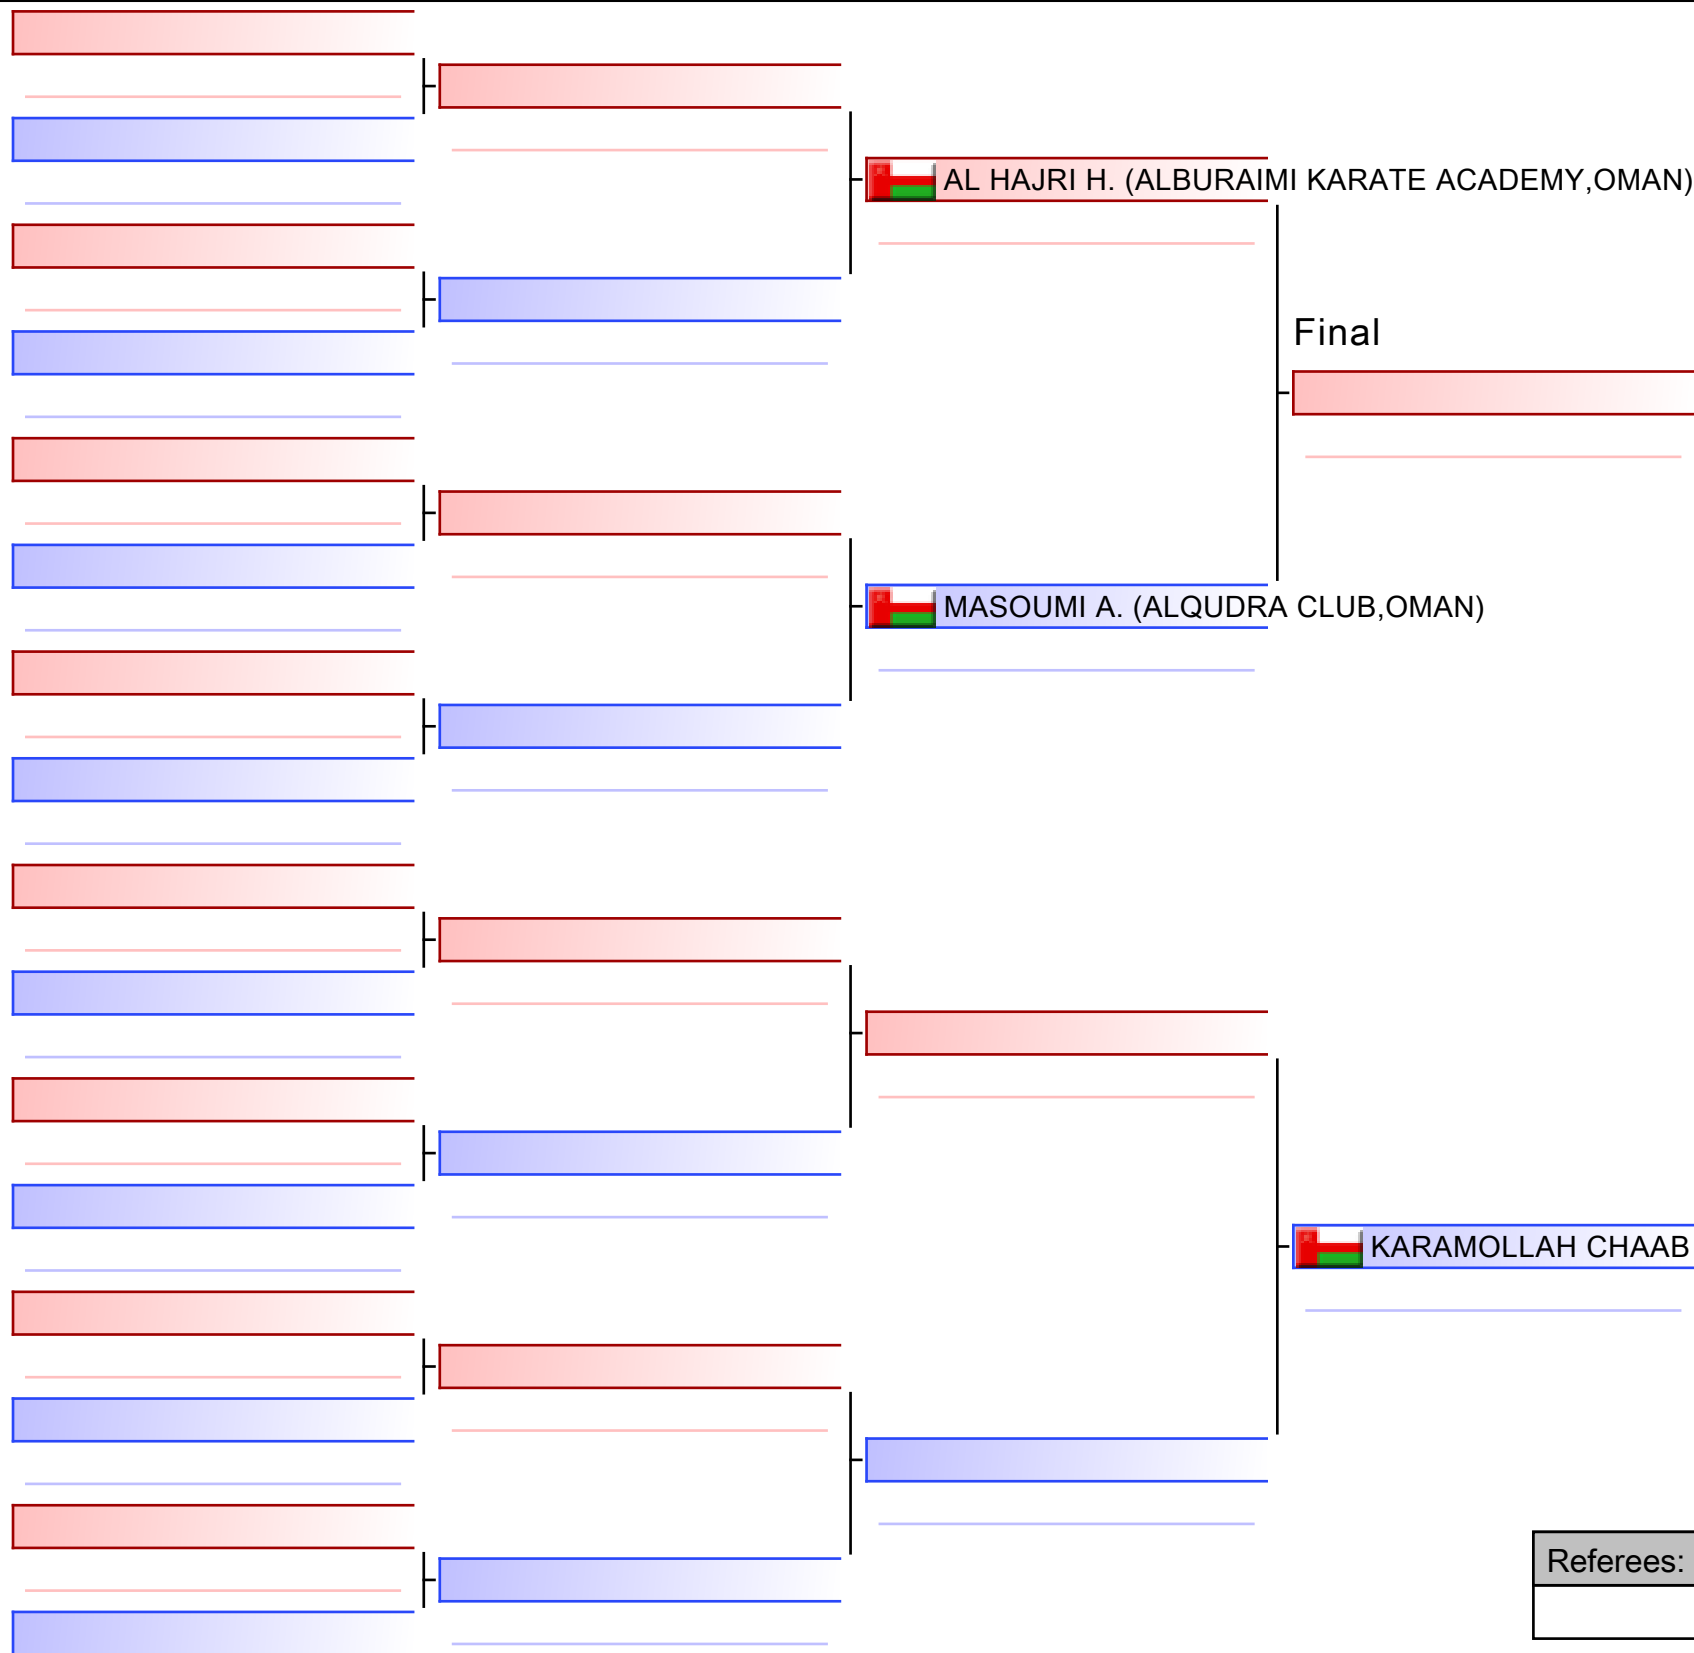 AL HAJRI H. (ALBURAIMI KARATE ACADEMY,OMAN)
Final
MASOUMI A. (ALQUDRA CLUB,OMAN)
KARAMOLLAH CHAAB
Referees: